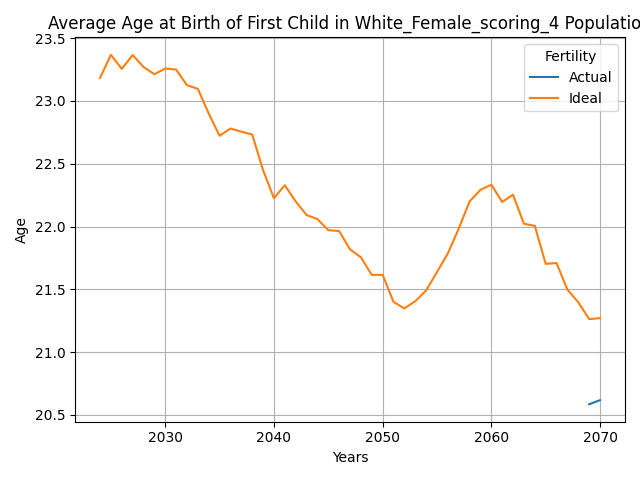 Average Age at Birth of First Child in White_Female_scoring_4 Populatio
23.5
23.0
22.5
22.0
21.5
21.0
20.5
Age
Fertility
Actual
Ideal
2030 2040 2050 2060 2070
Years